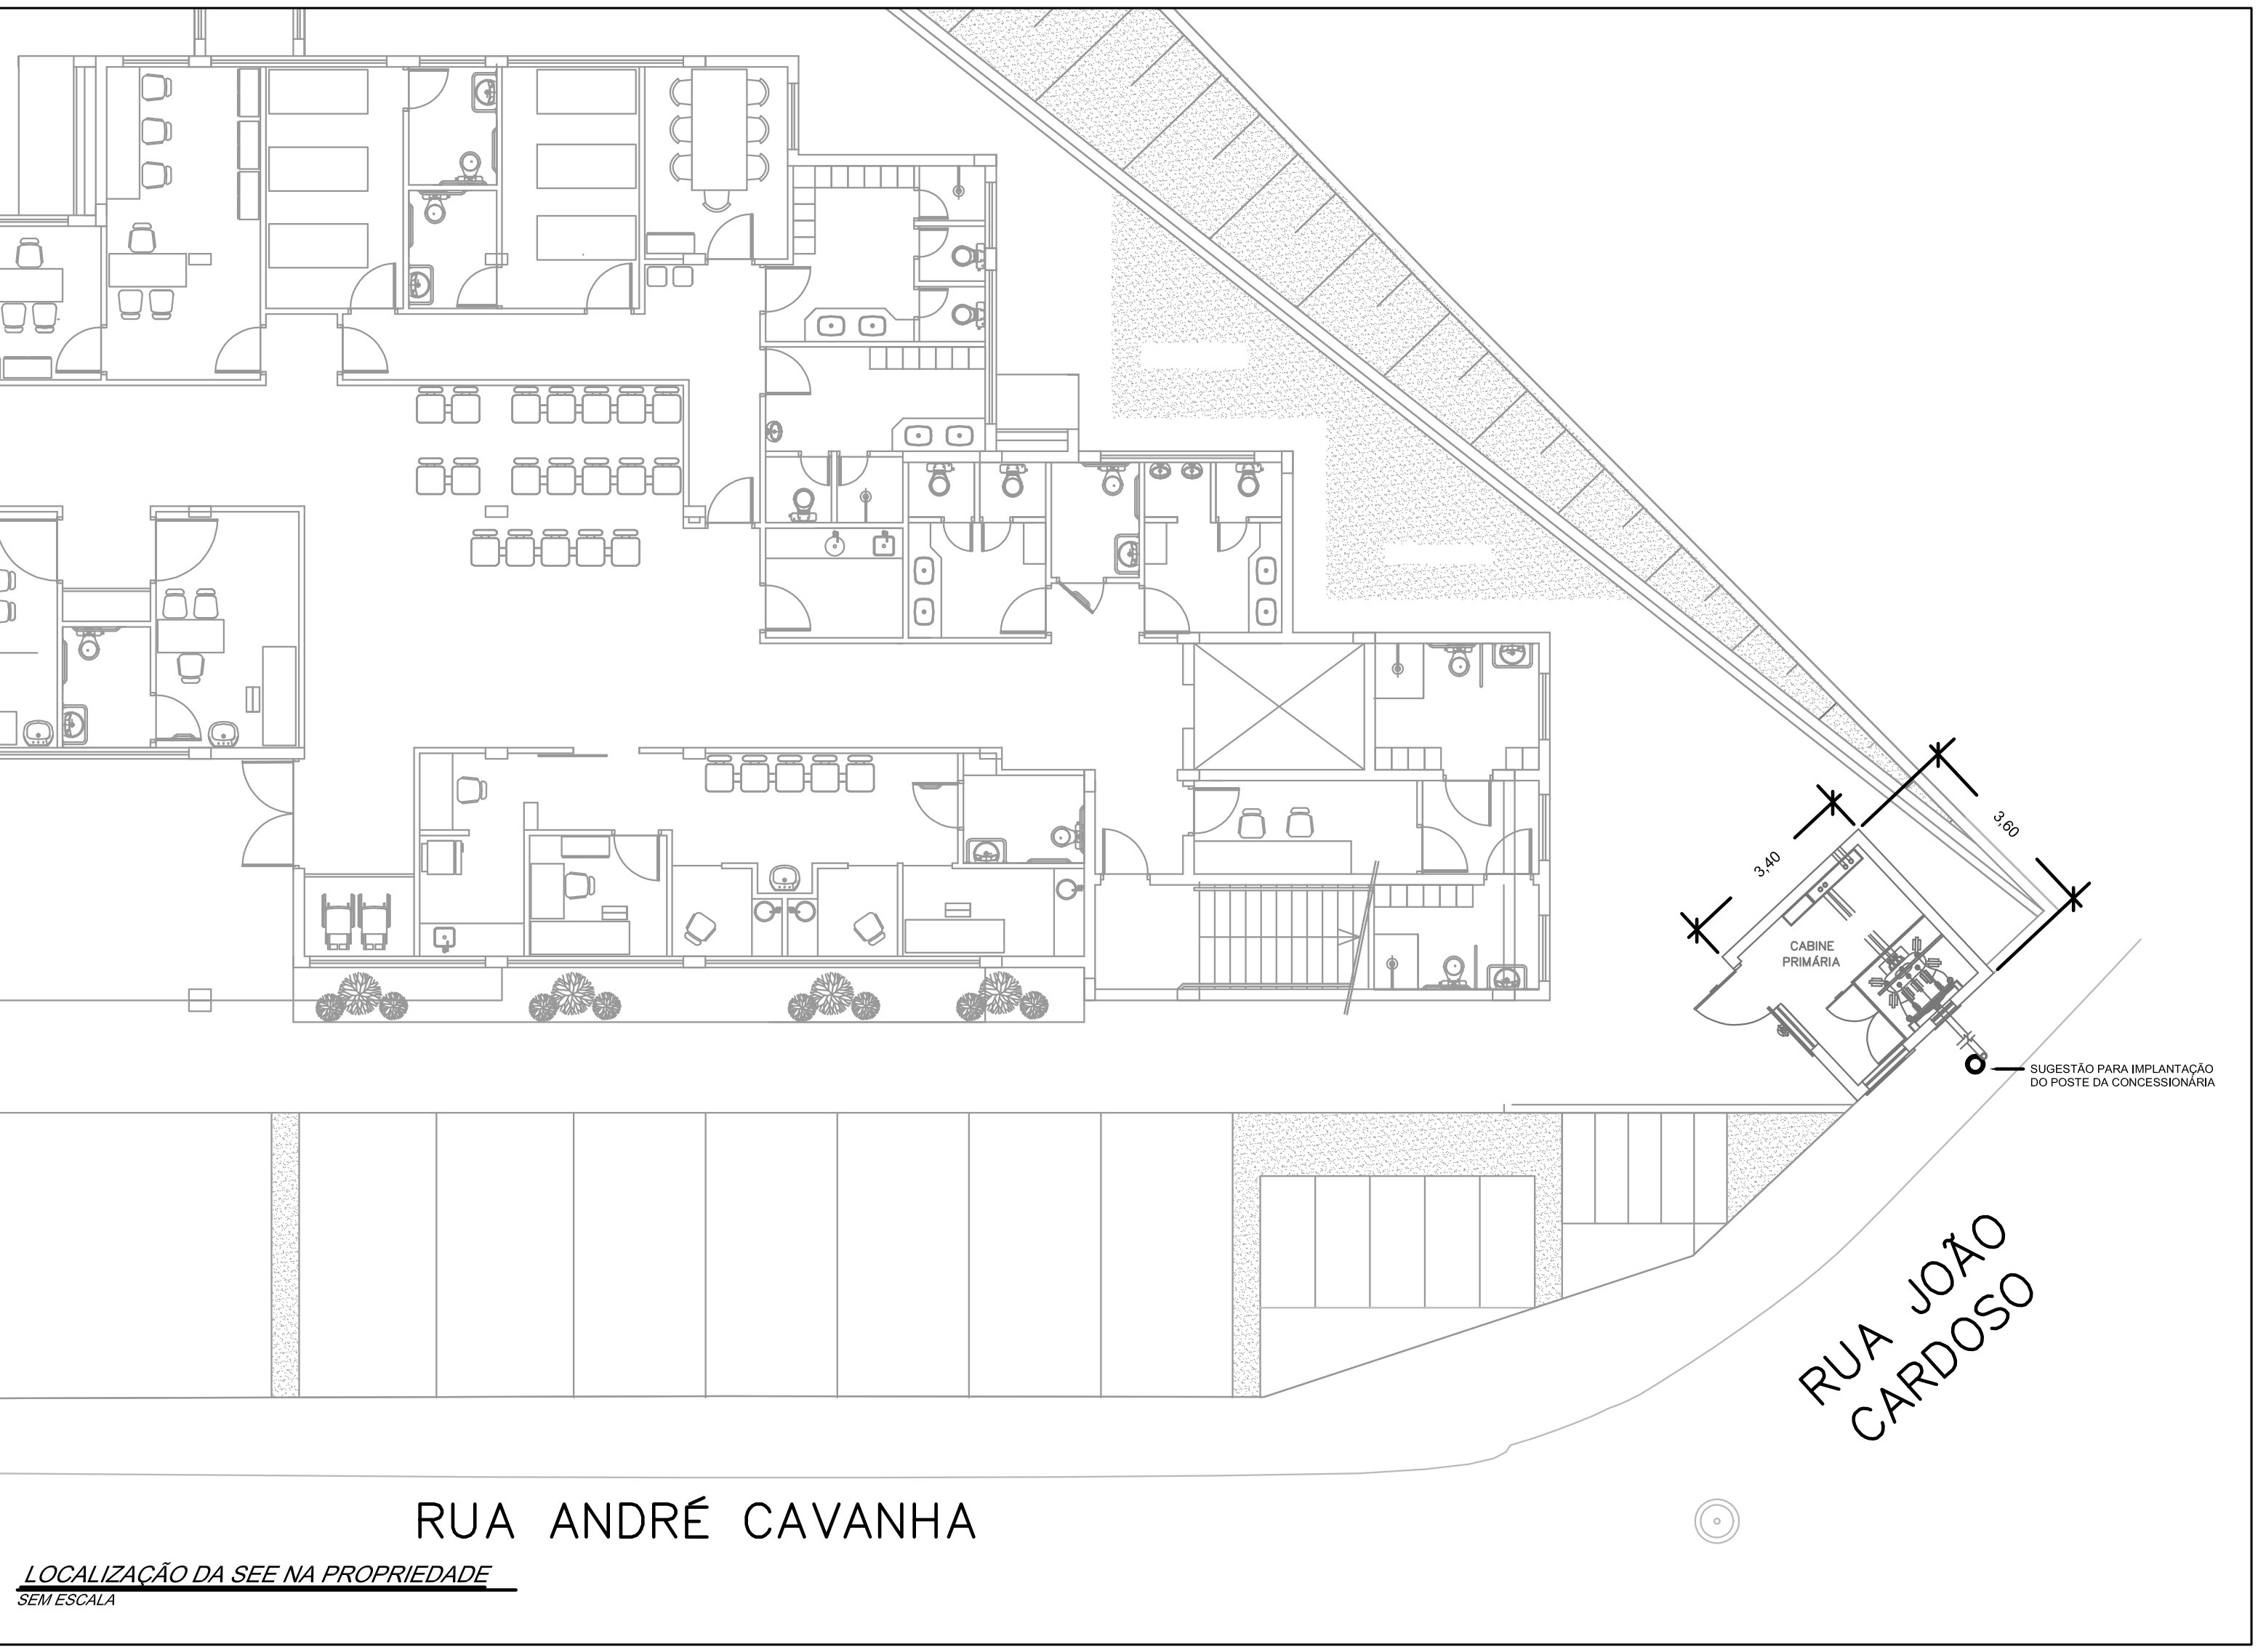 3,60
3,40
CABINE
PRIMÁRIA
SUGESTÃO PARA IMPLANTAÇÃO
DO POSTE DA CONCESSIONÁRIA
RUA JOÃO
CARDOSO
RUA ANDRÉ CAVANHA
LOCALIZAÇÃO DA SEE NA PROPRIEDADE
SEM ESCALA